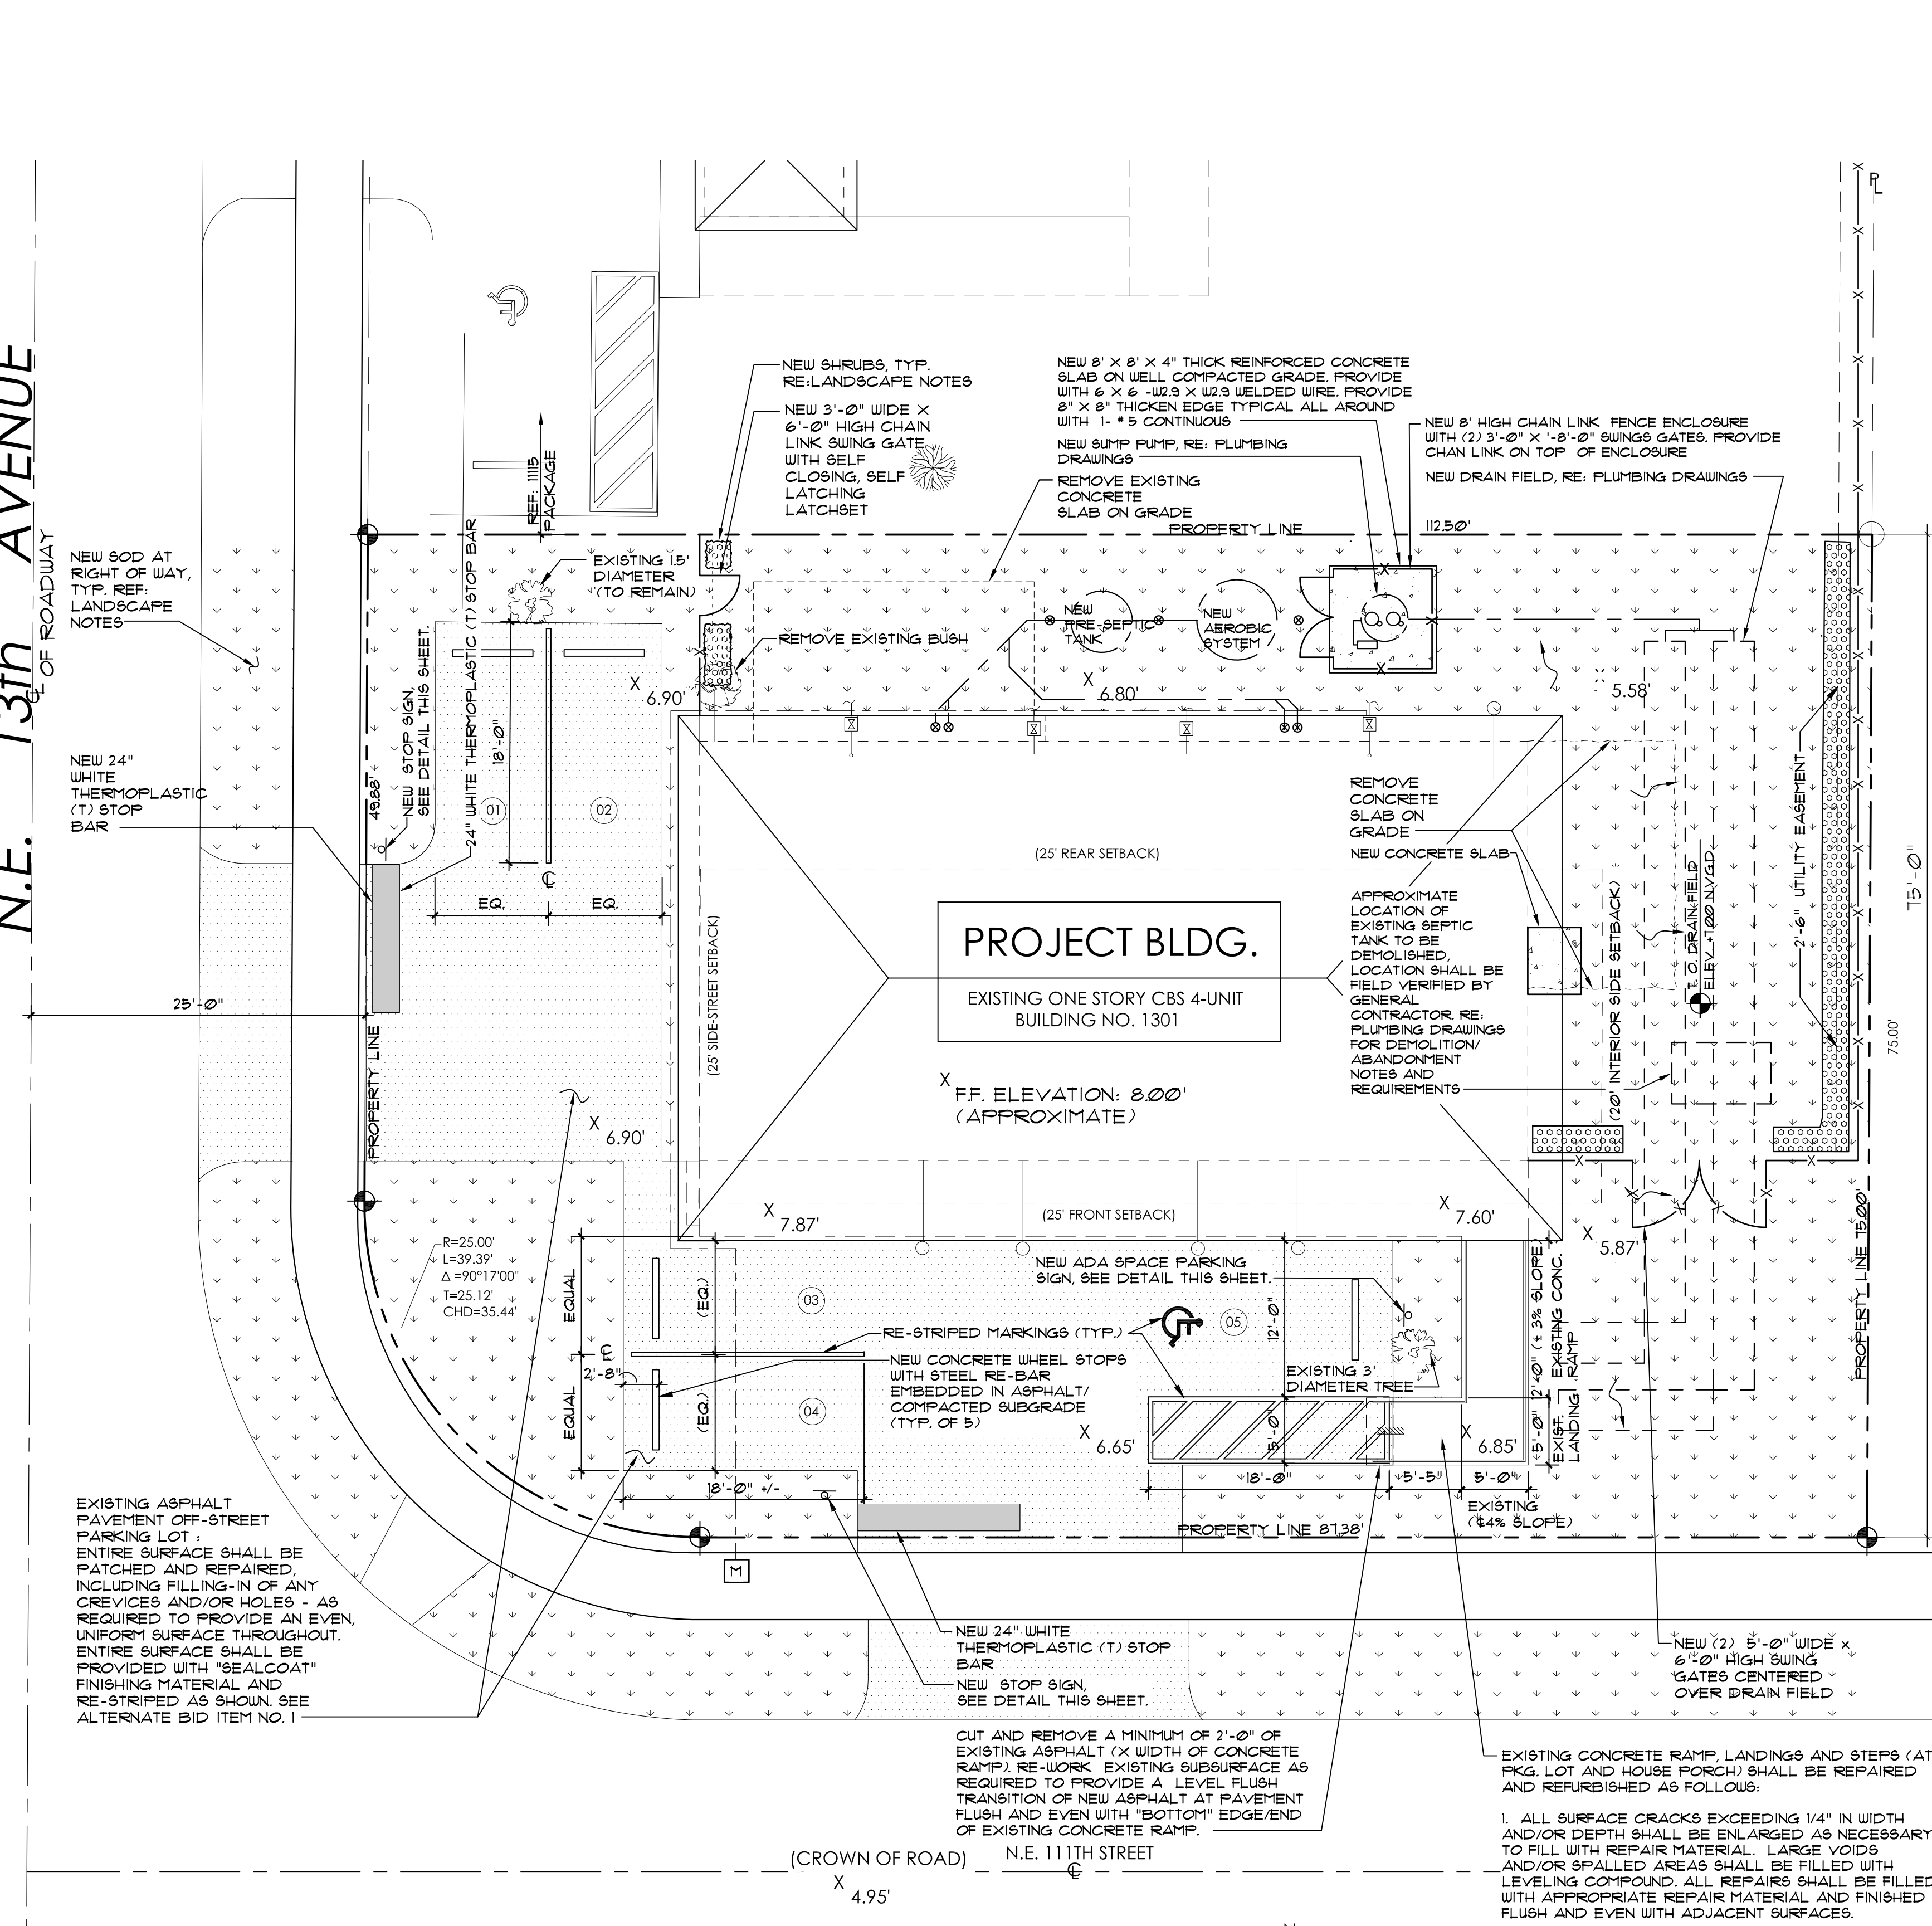 N.E. 13th AVENUE
℄ OF ROADWAY
NEW SOD AT
RIGHT OF WAY,
TYP. REF:
LANDSCAPE
NOTES
NEW 24"
WHITE
THERMOPLASTIC
(T) STOP
BAR
25'-0"
PROPERTY LINE
49.88'
NEW STOP SIGN.
SEE DETAIL THIS SHEET.
24" WHITE THERMOPLASTIC (T) STOP BAR
REF: 11115
PACKAGE
EXISTING 1.5'
DIAMETER
(TO REMAIN)
18'-0"
01
02
℄
EQ.
EQ.
NEW SHRUBS, TYP.
RE:LANDSCAPE NOTES
NEW 3'-0" WIDE X
6'-0" HIGH CHAIN
LINK SWING GATE
WITH SELF
CLOSING, SELF
LATCHING
LATCHSET
REMOVE EXISTING BUSH
X 6.90'
NEW 8' X 8' X 4" THICK REINFORCED CONCRETE
SLAB ON WELL COMPACTED GRADE. PROVIDE
WITH 6 X 6 -W2.9 X W2.9 WELDED WIRE. PROVIDE
8" X 8" THICKEN EDGE TYPICAL ALL AROUND
WITH 1- #5 CONTINUOUS
NEW SUMP PUMP, RE: PLUMBING
DRAWINGS
REMOVE EXISTING
CONCRETE
SLAB ON GRADE
PROPERTY LINE
112.50'
NEW 8' HIGH CHAIN LINK FENCE ENCLOSURE
WITH (2) 3'-0" X '-8'-0" SWINGS GATES. PROVIDE
CHAN LINK ON TOP OF ENCLOSURE
NEW DRAIN FIELD, RE: PLUMBING DRAWINGS
PL
NEW
PRE-SEPTIC
TANK
NEW
AEROBIC
SYSTEM
X 6.80'
5.58'
REMOVE
CONCRETE
SLAB ON
GRADE
NEW CONCRETE SLAB
APPROXIMATE
LOCATION OF
EXISTING SEPTIC
TANK TO BE
DEMOLISHED,
LOCATION SHALL BE
FIELD VERIFIED BY
GENERAL
CONTRACTOR. RE:
PLUMBING DRAWINGS
FOR DEMOLITION/
ABANDONMENT
NOTES AND
REQUIREMENTS
(25' REAR SETBACK)
(25' SIDE-STREET SETBACK)
PROJECT BLDG.
EXISTING ONE STORY CBS 4-UNIT
BUILDING NO. 1301
X F.F. ELEVATION: 8.00'
(APPROXIMATE)
(20' INTERIOR SIDE SETBACK)
T. O. DRAIN FIELD
ELEV. +7.00 N.V.G.D
2'-6" UTILITY EASEMENT
75'-0"
75.00'
X 6.90'
X 7.87'
(25' FRONT SETBACK)
X 7.60'
X 5.87'
PROPERTY LINE 75.00'
R=25.00'
L=39.39'
Δ =90°17'00"
T=25.12'
CHD=35.44'
EQUAL
EQUAL
℄
2'-8"
(EQ.)
(EQ.)
03
04
18'-0" +/-
M
NEW ADA SPACE PARKING
SIGN, SEE DETAIL THIS SHEET.
05
12'-0"
RE-STRIPED MARKINGS (TYP.)
NEW CONCRETE WHEEL STOPS
WITH STEEL RE-BAR
EMBEDDED IN ASPHALT/
COMPACTED SUBGRADE
(TYP. OF 5)
EXISTING 3'
DIAMETER TREE
X 6.65'
5'-0"
X 6.85'
12'-0" (± 3% SLOPE)
EXISTING CONC.
RAMP
5'-0"
EXIST.
LANDING
18'-0"
5'-5"
5'-0"
EXISTING
(±4% SLOPE)
PROPERTY LINE 87.38'
EXISTING ASPHALT
PAVEMENT OFF-STREET
PARKING LOT :
ENTIRE SURFACE SHALL BE
PATCHED AND REPAIRED,
INCLUDING FILLING-IN OF ANY
CREVICES AND/OR HOLES - AS
REQUIRED TO PROVIDE AN EVEN,
UNIFORM SURFACE THROUGHOUT.
ENTIRE SURFACE SHALL BE
PROVIDED WITH "SEALCOAT"
FINISHING MATERIAL AND
RE-STRIPED AS SHOWN. SEE
ALTERNATE BID ITEM NO. 1
NEW 24" WHITE
THERMOPLASTIC (T) STOP
BAR
NEW STOP SIGN,
SEE DETAIL THIS SHEET.
NEW (2) 5'-0" WIDE x
6'-0" HIGH SWING
GATES CENTERED
OVER DRAIN FIELD
CUT AND REMOVE A MINIMUM OF 2'-0" OF
EXISTING ASPHALT (X WIDTH OF CONCRETE
RAMP). RE-WORK EXISTING SUBSURFACE AS
REQUIRED TO PROVIDE A LEVEL FLUSH
TRANSITION OF NEW ASPHALT AT PAVEMENT
FLUSH AND EVEN WITH "BOTTOM" EDGE/END
OF EXISTING CONCRETE RAMP.
EXISTING CONCRETE RAMP, LANDINGS AND STEPS (AT
PKG. LOT AND HOUSE PORCH) SHALL BE REPAIRED
AND REFURBISHED AS FOLLOWS:
1. ALL SURFACE CRACKS EXCEEDING 1/4" IN WIDTH
AND/OR DEPTH SHALL BE ENLARGED AS NECESSARY
TO FILL WITH REPAIR MATERIAL. LARGE VOIDS
AND/OR SPALLED AREAS SHALL BE FILLED WITH
LEVELING COMPOUND. ALL REPAIRS SHALL BE FILLED
WITH APPROPRIATE REPAIR MATERIAL AND FINISHED
FLUSH AND EVEN WITH ADJACENT SURFACES.
(CROWN OF ROAD)
N.E. 111TH STREET
℄
X 4.95'